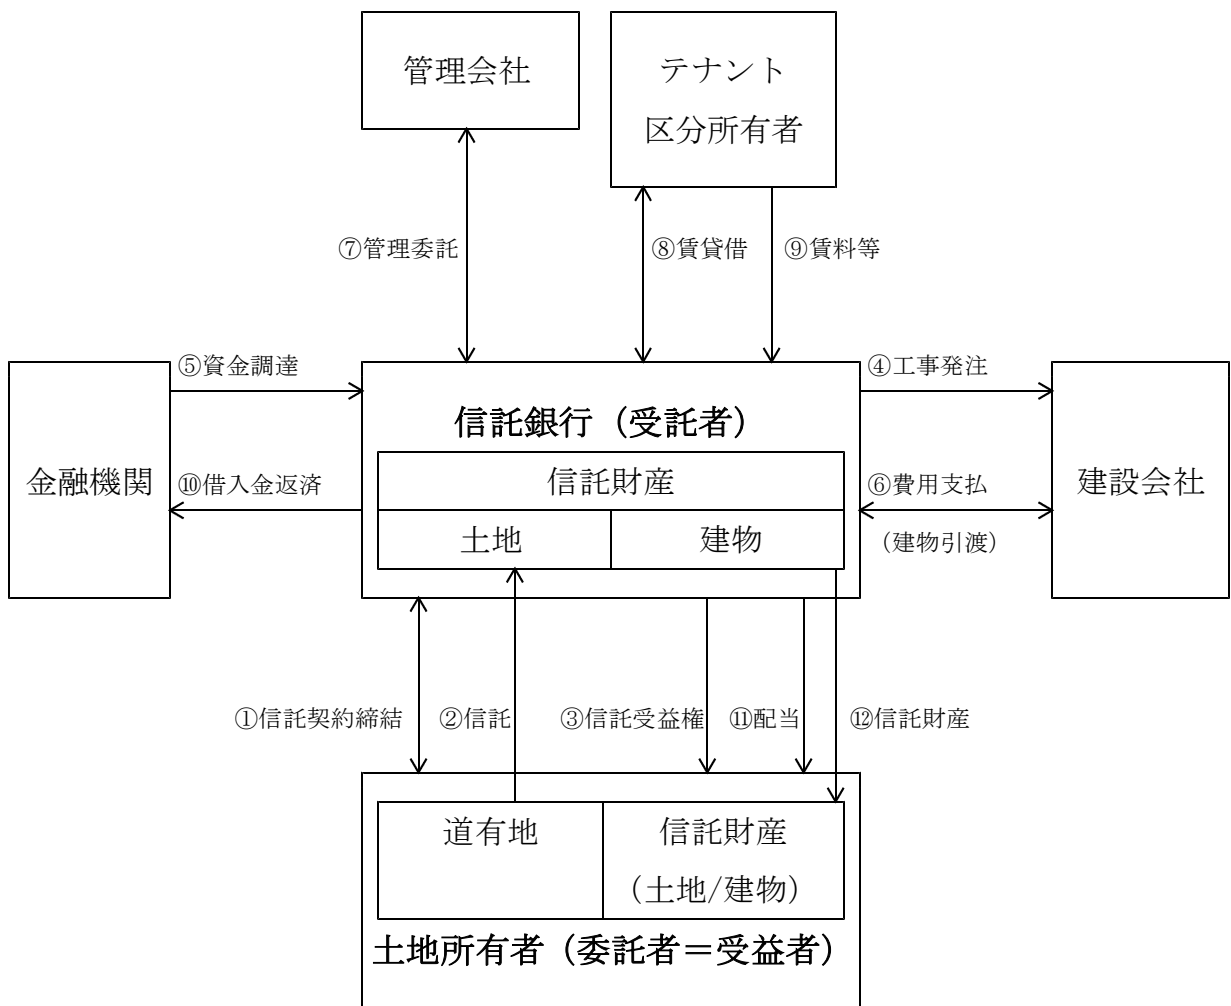 管理会社
テナント
区分所有者
⑦管理委託
⑧賃貸借
⑨賃料等
⑤資金調達
④工事発注
信託銀行（受託者）
金融機関
信託財産
建設会社
⑩借入金返済
⑥費用支払
土地
建物
（建物引渡）
①信託契約締結
②信託
③信託受益権
⑪配当
⑫信託財産
道有地
信託財産
（土地/建物）
土地所有者（委託者＝受益者）